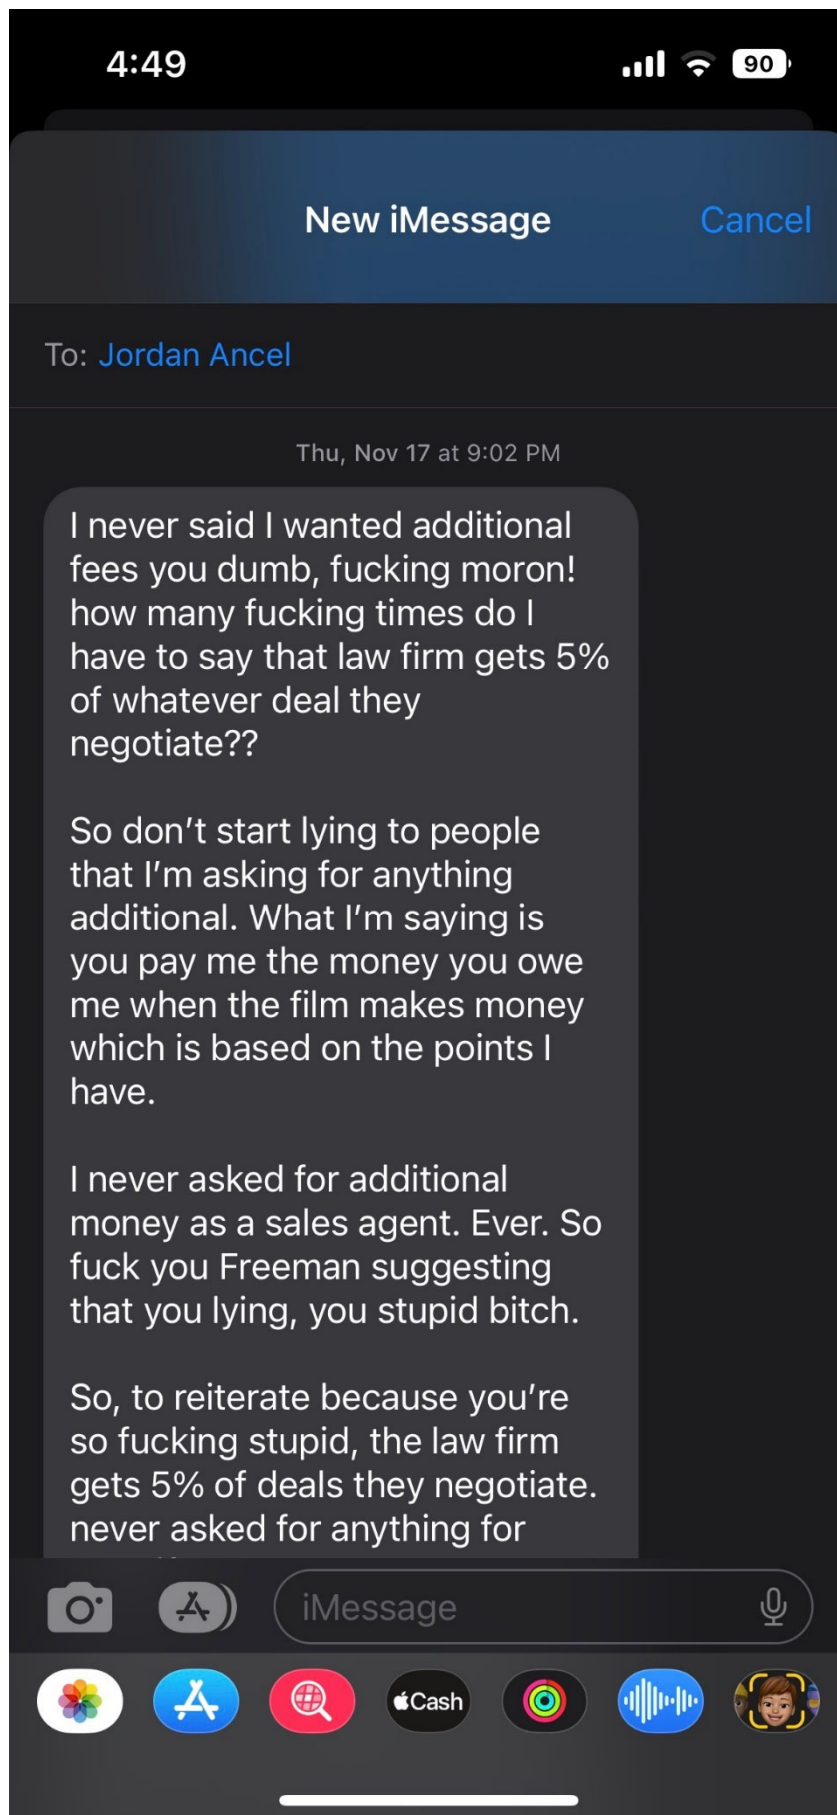 4:49
90
New iMessage
Cancel
To: Jordan Ancel
Thu, Nov 17 at 9:02 PM
I never said I wanted additional
fees you dumb, fucking moron!
how many fucking times do I
have to say that law firm gets 5%
of whatever deal they
negotiate??
So don’t start lying to people
that I’m asking for anything
additional. What I’m saying is
you pay me the money you owe
me when the film makes money
which is based on the points I
have.
I never asked for additional
money as a sales agent. Ever. So
fuck you Freeman suggesting
that you lying, you stupid bitch.
So, to reiterate because you’re
so fucking stupid, the law firm
gets 5% of deals they negotiate.
never asked for anything for
iMessage
Cash